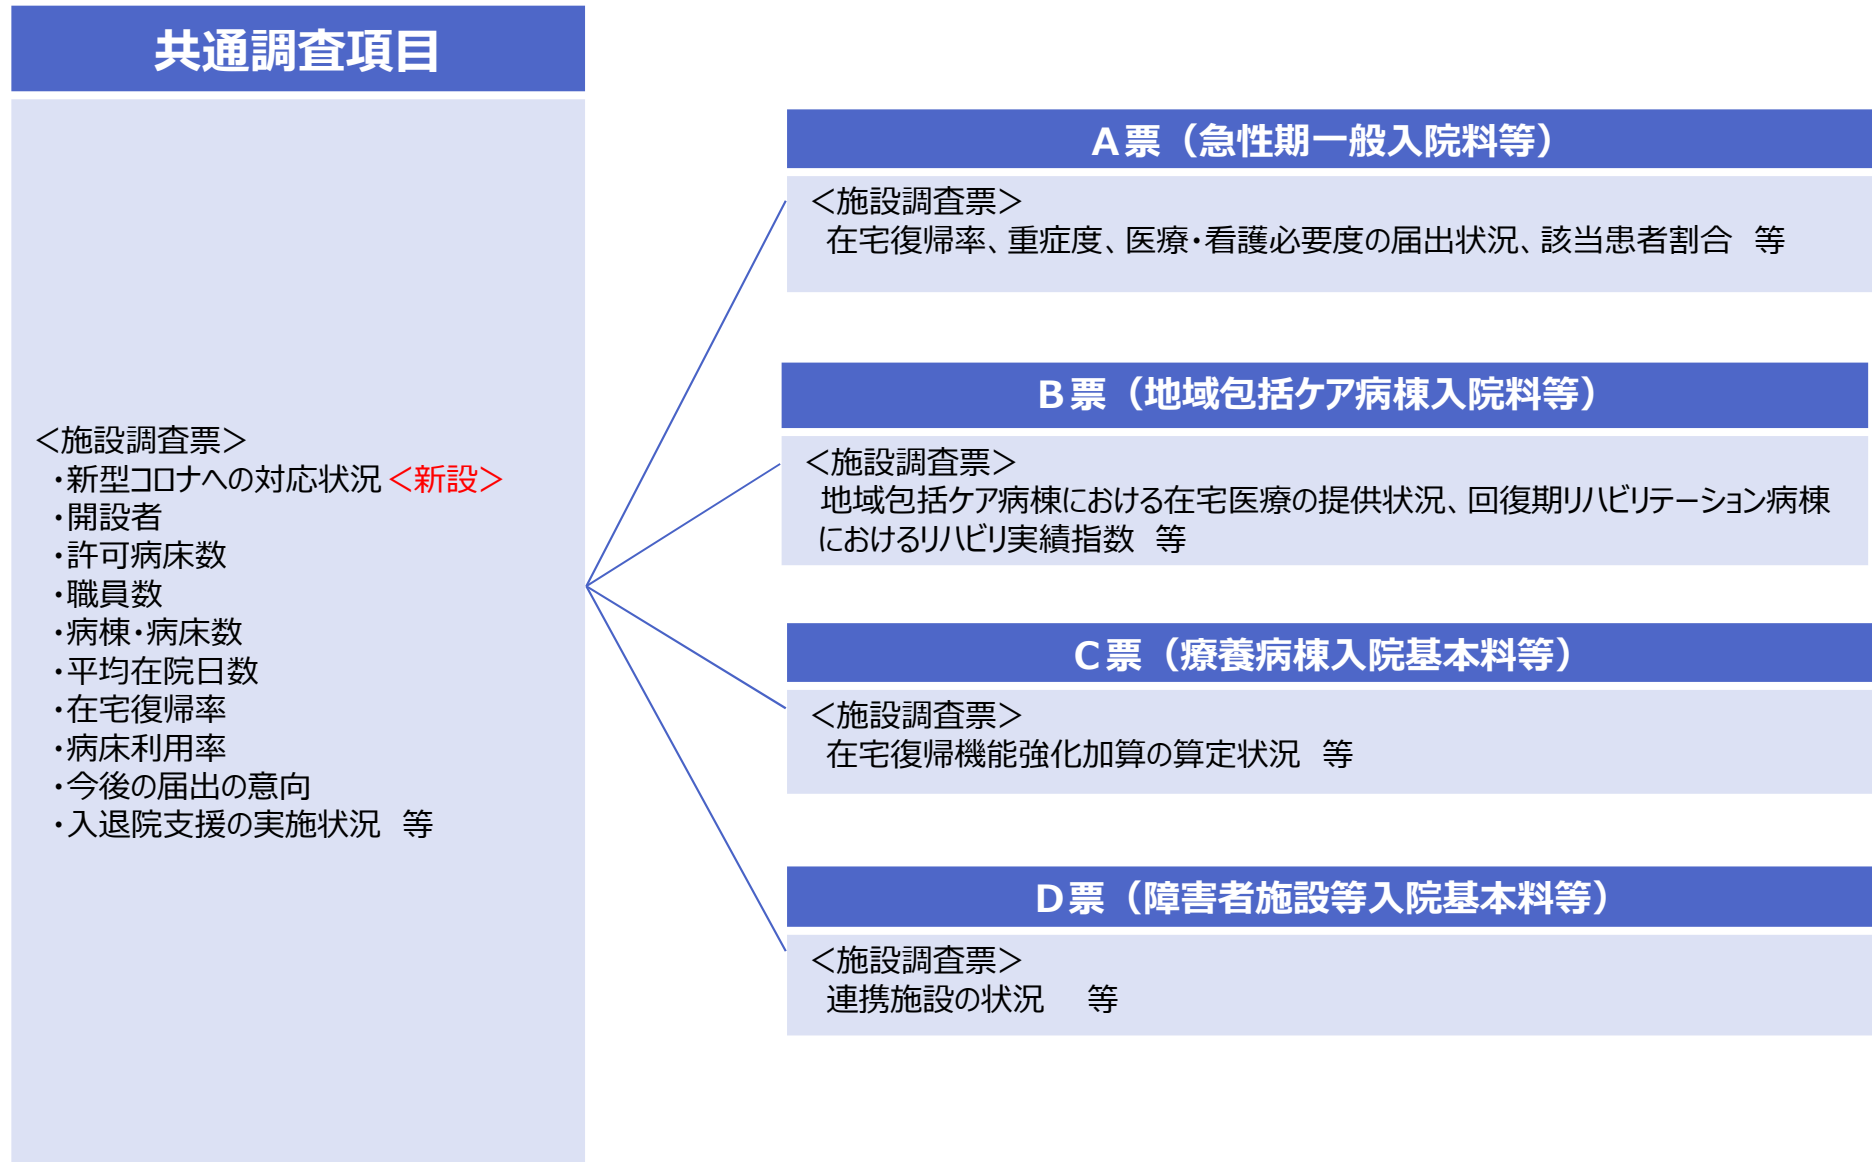 共通調査項目
＜施設調査票＞
・新型コロナへの対応状況＜新設＞
・開設者
・許可病床数
・職員数
・病棟・病床数
・平均在院日数
・在宅復帰率
・病床利用率
・今後の届出の意向
・入退院支援の実施状況　等
Ａ票（急性期一般入院料等）
＜施設調査票＞
在宅復帰率、重症度、医療・看護必要度の届出状況、該当患者割合　等
Ｂ票（地域包括ケア病棟入院料等）
＜施設調査票＞
地域包括ケア病棟における在宅医療の提供状況、回復期リハビリテーション病棟
におけるリハビリ実績指数　等
Ｃ票（療養病棟入院基本料等）
＜施設調査票＞
在宅復帰機能強化加算の算定状況　等
Ｄ票（障害者施設等入院基本料等）
＜施設調査票＞
連携施設の状況　　等